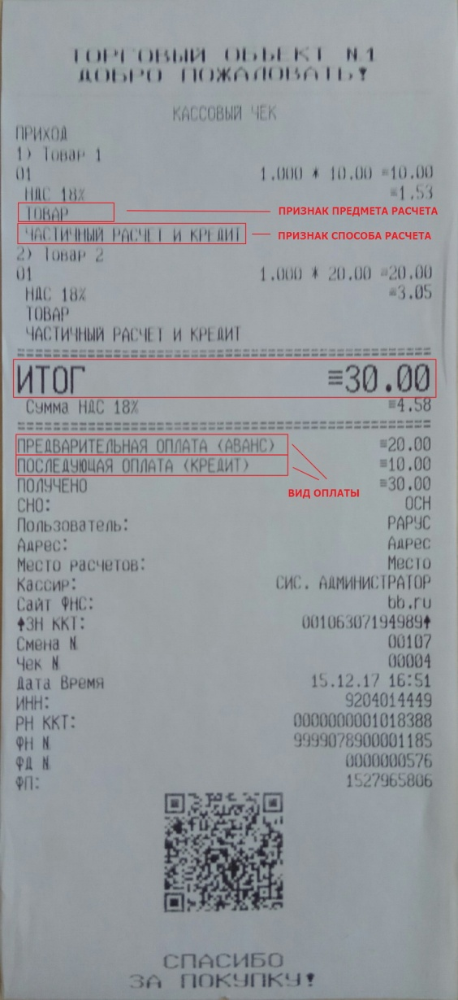 ТОРГОВЫЙ ОБЪЕКТ N1
ДОБРО ПОЖАЛОВАТЬ!
КАССОВЫЙ ЧЕК
ПРИХОД
1) Товар 1
01 1.000 * 10.00 ≡10.00
НДС 18% ≡1.53
ТОВАР ПРИЗНАК ПРЕДМЕТА РАСЧЕТА
ЧАСТИЧНЫЙ РАСЧЕТ И КРЕДИТ ПРИЗНАК СПОСОБА РАСЧЕТА
2) Товар 2
01 1.000 * 20.00 ≡20.00
НДС 18% ≡3.05
ТОВАР
ЧАСТИЧНЫЙ РАСЧЕТ И КРЕДИТ
ИТОГ ≡30.00
Сумма НДС 18% ≡4.58
ПРЕДВАРИТЕЛЬНАЯ ОПЛАТА (АВАНС) ≡20.00
ПОСЛЕДУЮЩАЯ ОПЛАТА (КРЕДИТ) ≡10.00
ВИД ОПЛАТЫ
ПОЛУЧЕНО ≡30.00
СНО: ОСН
Пользователь: РАРУС
Адрес: Адрес
Место расчетов: Место
Кассир: СИС. АДМИНИСТРАТОР
Сайт ФНС: bb.ru
↑ЗН ККТ: 00106307194989↑
Смена N 00107
Чек N 00004
Дата Время 15.12.17 16:51
ИНН: 9204014449
РН ККТ: 0000000001018388
ФН N 9999078900001185
ФД N 0000000576
ФП: 1527965806
СПАСИБО
ЗА ПОКУПКУ!